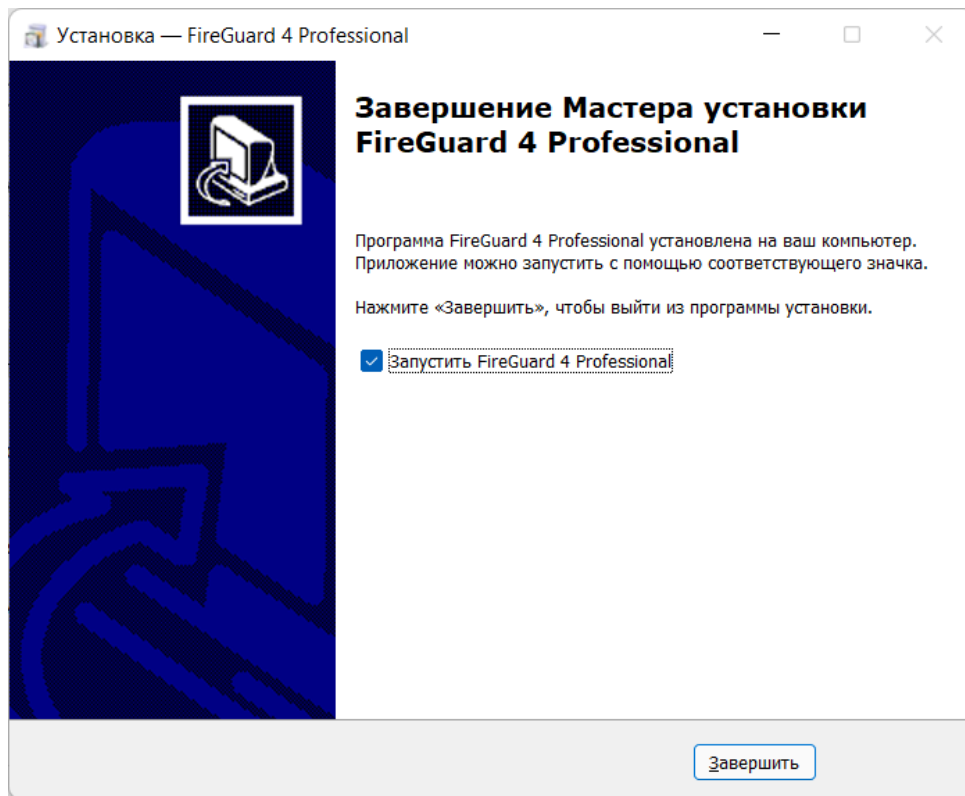 Установка — FireGuard 4 Professional
Завершение Мастера установки
FireGuard 4 Professional
Программа FireGuard 4 Professional установлена на ваш компьютер.
Приложение можно запустить с помощью соответствующего значка.
Нажмите «Завершить», чтобы выйти из программы установки.
Запустить FireGuard 4 Professional
Завершить